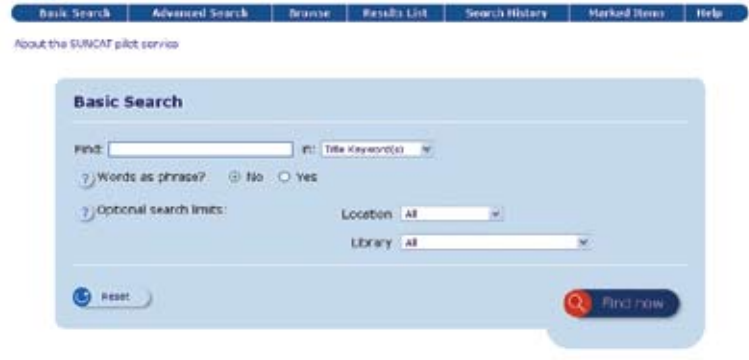 Basic Search Advanced Search Browse Results List Search History Marked Items Help
About the SUNCAT pilot service
Basic Search
Find: in: Title Keyword(s)
? Words as phrase? No Yes
? Optional search limits: Location All
Library All
Reset Find now